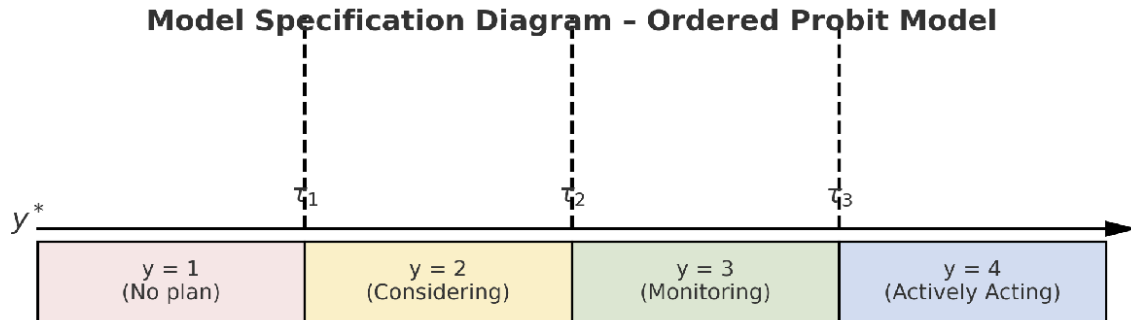 Model Specification Diagram – Ordered Probit Model
τ₁ τ₂ τ₃
y*
y = 1 y = 2 y = 3 y = 4
(No plan) (Considering) (Monitoring) (Actively Acting)